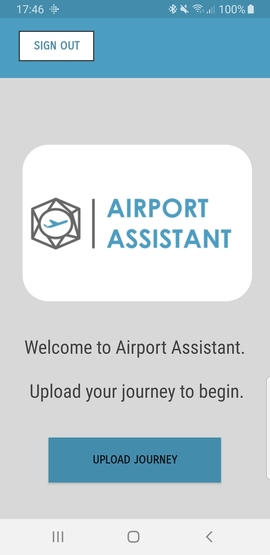 17:46 100%
SIGN OUT
AIRPORT
ASSISTANT
Welcome to Airport Assistant.
Upload your journey to begin.
UPLOAD JOURNEY